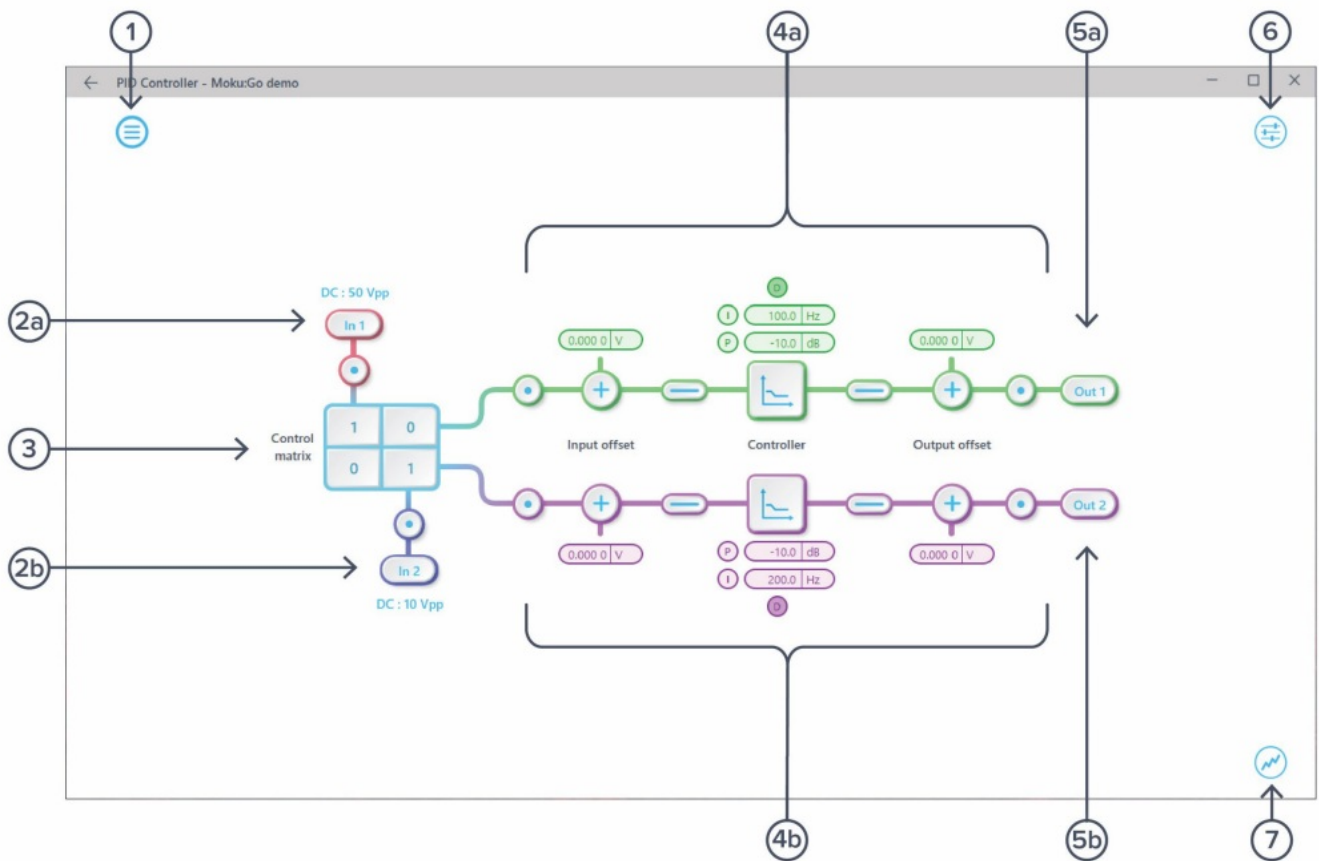 1
4a
5a
6
PID Controller - Moku:Go demo
DC : 50 Vpp
2a
In 1
D
I 100.0 Hz
P -10.0 dB
0.000 0 V
0.000 0 V
Out 1
3
Control
matrix
1 0
0 1
Input offset
Controller
Output offset
Out 2
2b
In 2
DC : 10 Vpp
0.000 0 V
P -10.0 dB
I 200.0 Hz
D
0.000 0 V
4b
5b
7